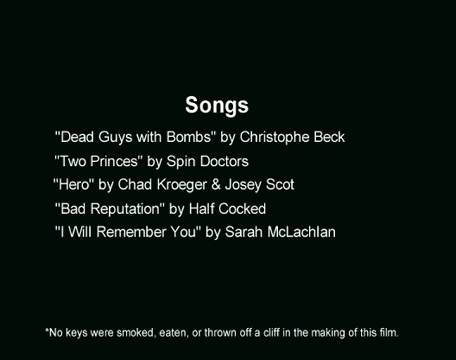 Songs
"Dead Guys with Bombs" by Christophe Beck
"Two Princes" by Spin Doctors
"Hero" by Chad Kroeger & Josey Scot
"Bad Reputation" by Half Cocked
"I Will Remember You" by Sarah McLachlan
*No keys were smoked, eaten, or thrown off a cliff in the making of this film.